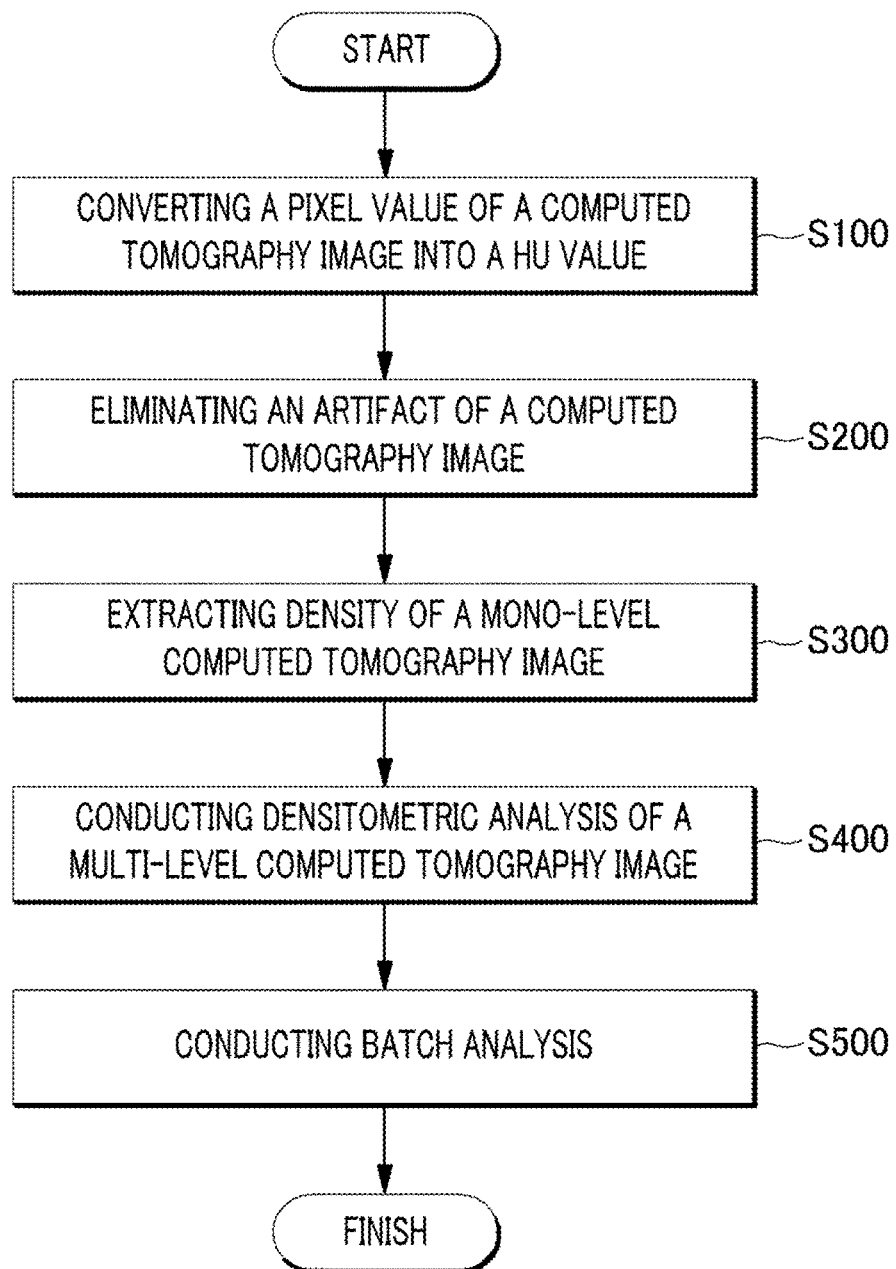 START
CONVERTING A PIXEL VALUE OF A COMPUTED
TOMOGRAPHY IMAGE INTO A HU VALUE
S100
ELIMINATING AN ARTIFACT OF A COMPUTED
TOMOGRAPHY IMAGE
S200
EXTRACTING DENSITY OF A MONO-LEVEL
COMPUTED TOMOGRAPHY IMAGE
S300
CONDUCTING DENSITOMETRIC ANALYSIS OF A
MULTI-LEVEL COMPUTED TOMOGRAPHY IMAGE
S400
CONDUCTING BATCH ANALYSIS
S500
FINISH